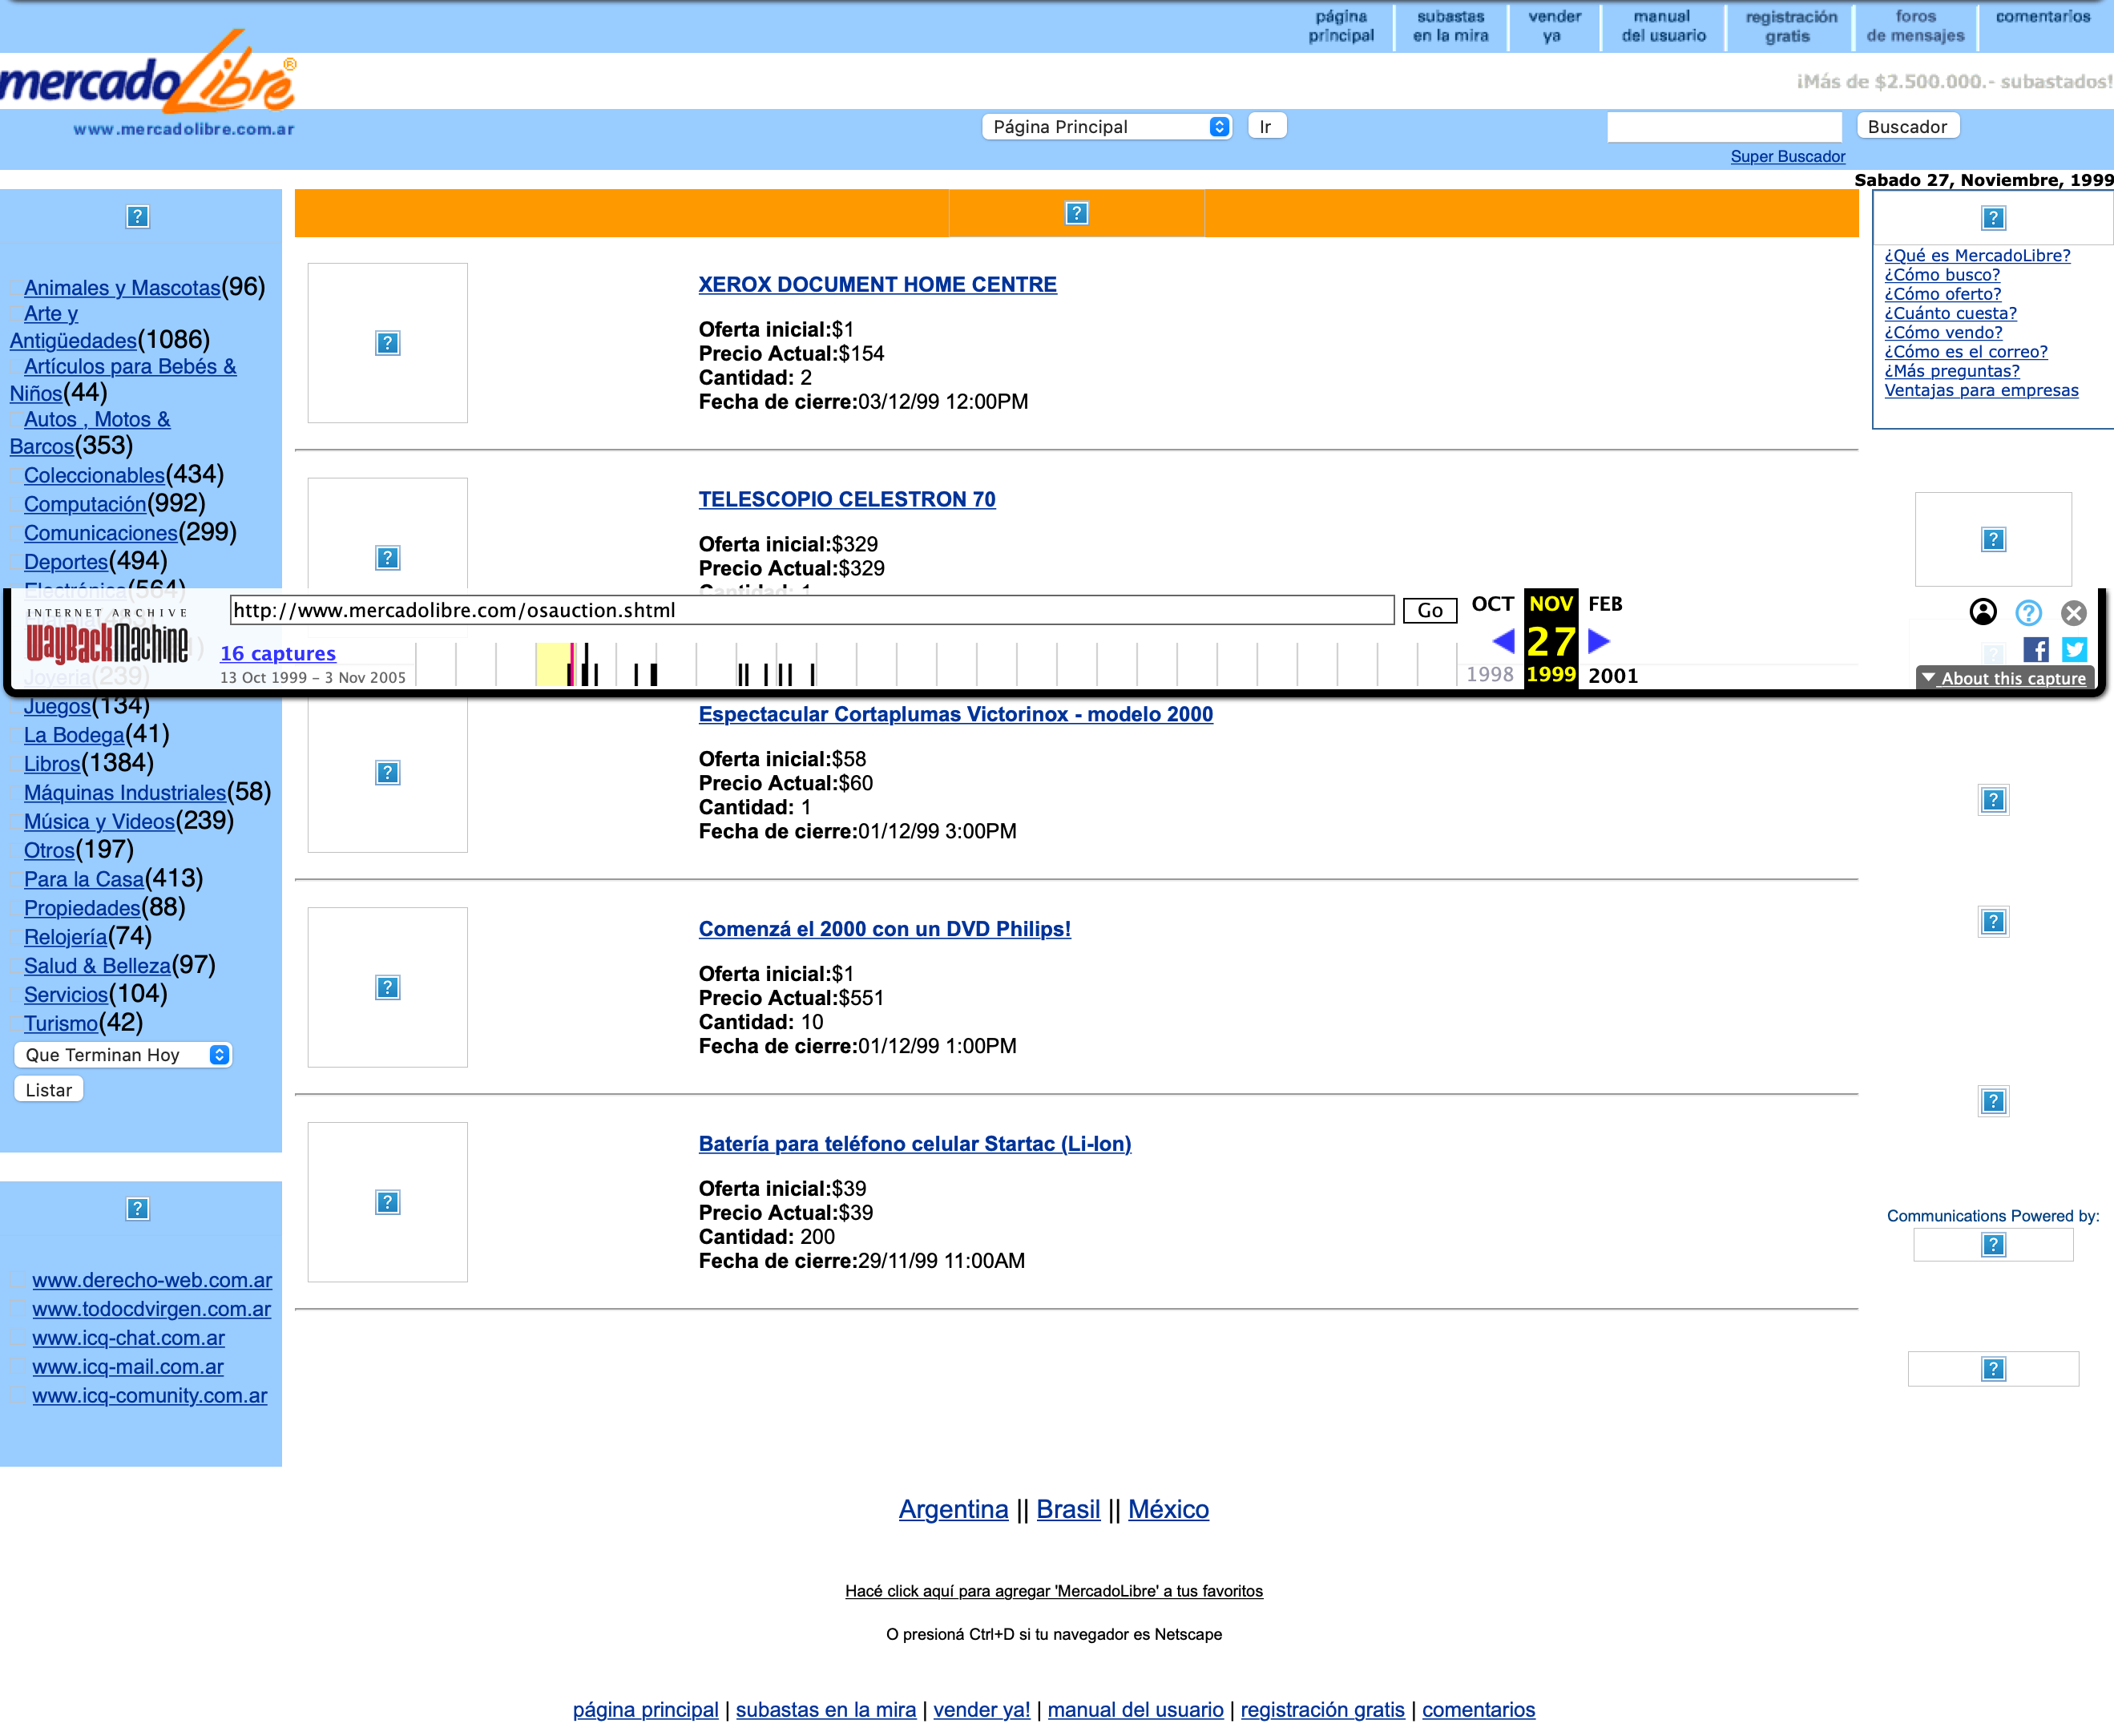 página principal
subastas en la mira
vender ya
manual del usuario
registración gratis
foros de mensajes
comentarios
mercadoLibre®
www.mercadolibre.com.ar
¡Más de $2.500.000.- subastados!
Página Principal
Ir
Buscador
Super Buscador
Sabado 27, Noviembre, 1999
Animales y Mascotas(96)
Arte y
Antigüedades(1086)
Artículos para Bebés &
Niños(44)
Autos , Motos &
Barcos(353)
Coleccionables(434)
Computación(992)
Comunicaciones(299)
Deportes(494)
Electrónica(564)
Joyería(239)
Juegos(134)
La Bodega(41)
Libros(1384)
Máquinas Industriales(58)
Música y Videos(239)
Otros(197)
Para la Casa(413)
Propiedades(88)
Relojería(74)
Salud & Belleza(97)
Servicios(104)
Turismo(42)
Que Terminan Hoy
Listar
www.derecho-web.com.ar
www.todocdvirgen.com.ar
www.icq-chat.com.ar
www.icq-mail.com.ar
www.icq-comunity.com.ar
XEROX DOCUMENT HOME CENTRE
Oferta inicial:$1
Precio Actual:$154
Cantidad: 2
Fecha de cierre:03/12/99 12:00PM
TELESCOPIO CELESTRON 70
Oferta inicial:$329
Precio Actual:$329
Cantidad: 1
INTERNET ARCHIVE
WayBackMachine
http://www.mercadolibre.com/osauction.shtml
Go
OCT NOV FEB
27
1998 1999 2001
16 captures
13 Oct 1999 – 3 Nov 2005
About this capture
Espectacular Cortaplumas Victorinox - modelo 2000
Oferta inicial:$58
Precio Actual:$60
Cantidad: 1
Fecha de cierre:01/12/99 3:00PM
Comenzá el 2000 con un DVD Philips!
Oferta inicial:$1
Precio Actual:$551
Cantidad: 10
Fecha de cierre:01/12/99 1:00PM
Batería para teléfono celular Startac (Li-Ion)
Oferta inicial:$39
Precio Actual:$39
Cantidad: 200
Fecha de cierre:29/11/99 11:00AM
¿Qué es MercadoLibre?
¿Cómo busco?
¿Cómo oferto?
¿Cuánto cuesta?
¿Cómo vendo?
¿Cómo es el correo?
¿Más preguntas?
Ventajas para empresas
Communications Powered by:
Argentina || Brasil || México
Hacé click aquí para agregar 'MercadoLibre' a tus favoritos
O presioná Ctrl+D si tu navegador es Netscape
página principal | subastas en la mira | vender ya! | manual del usuario | registración gratis | comentarios